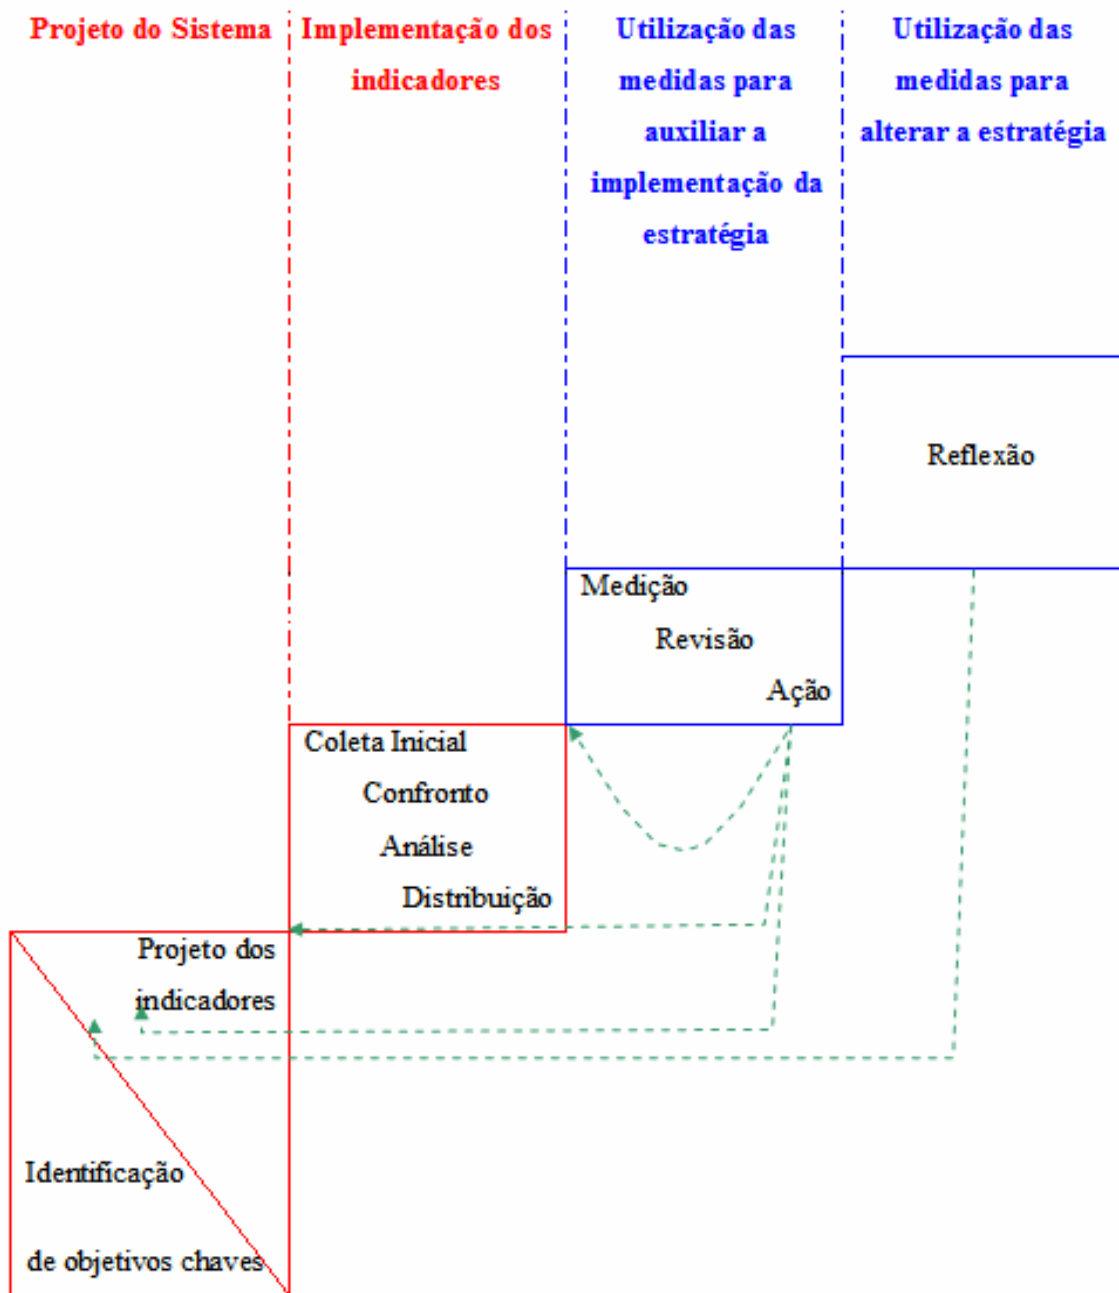 Projeto do Sistema
Implementação dos
indicadores
Utilização das
medidas para
auxiliar a
implementação da
estratégia
Utilização das
medidas para
alterar a estratégia
Reflexão
Medição
Revisão
Ação
Coleta Inicial
Confronto
Análise
Distribuição
Projeto dos
indicadores
Identificação
de objetivos chaves